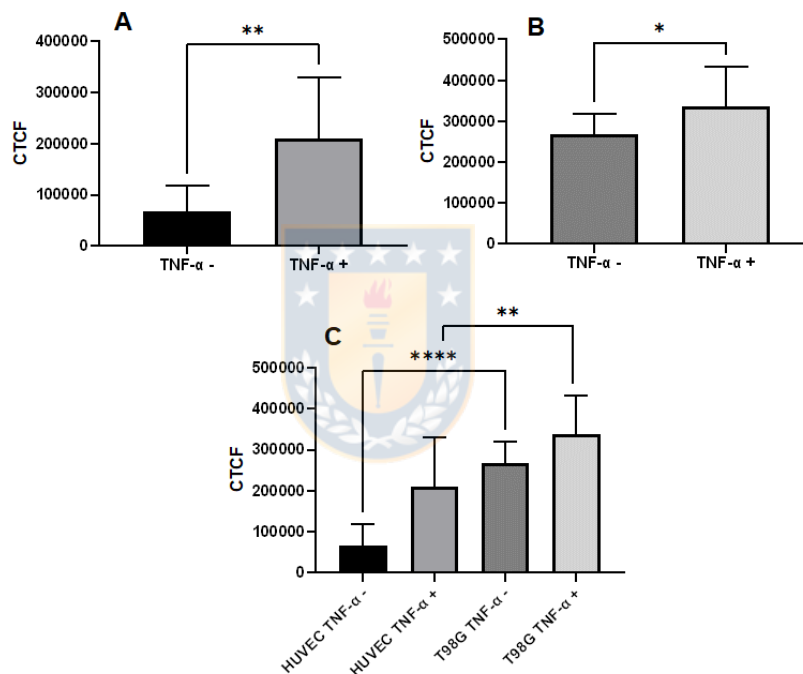 A
**
400000
300000
200000
100000
0
CTCF
TNF-α -
TNF-α +
B
*
500000
400000
300000
200000
100000
0
CTCF
TNF-α -
TNF-α +
C
**
****
500000
400000
300000
200000
100000
0
CTCF
HUVEC TNF-α -
HUVEC TNF-α +
T98G TNF-α -
T98G TNF-α +